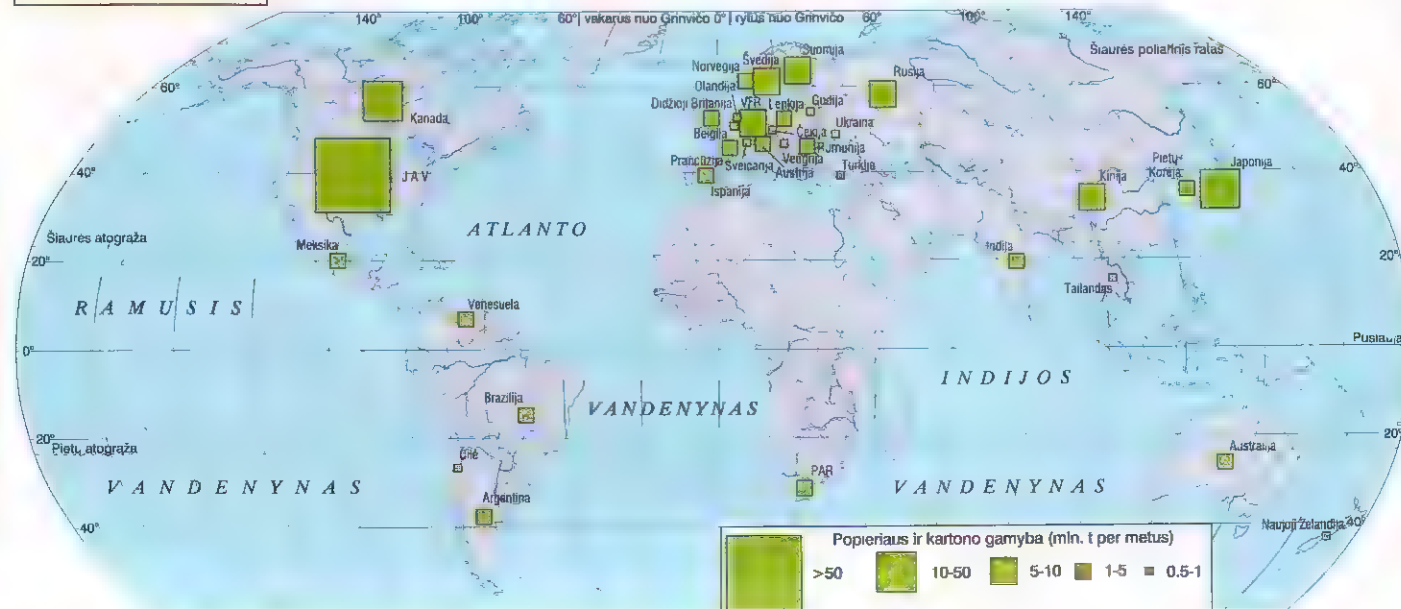 140° 100° 60° vakarus nuo Grinvičo 0° rytus nuo Grinvičo 60° 100° 140°
Šiaurės poliarinis ratas
60° 60°
Kanada
JAV
Meksika
Venesuela
Brazilija
Čilė
Argentina
Norvegija
Švedija
Suomija
Rusija
Olandija
Didžioji Britanija
VFR
Lenkija
Gudija
Ukraina
Belgija
Čekija
Rumunija
Prancūzija
Šveicarija
Vengrija
Austrija
Turkija
Ispanija
Kinija
Pietų
Korėja
Japonija
Indija
Tailandas
PAR
Australija
Naujoji Zelandija
40° 40°
Šiaurės atogrąža
20° 20°
0°
20° 20°
Pietų atogrąža
40° 40°
ATLANTO
VANDENYNAS
RAMUSIS
VANDENYNAS
INDIJOS
VANDENYNAS
Popieriaus ir kartono gamyba (mln. t per metus)
>50 10-50 5-10 1-5 0.5-1